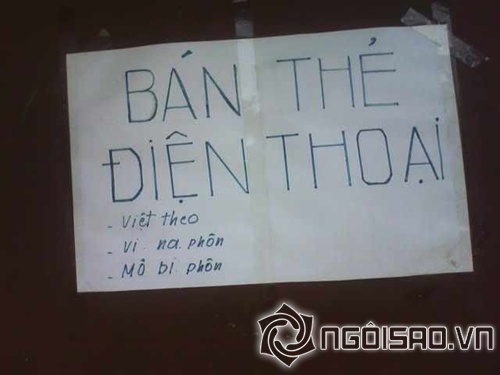 BÁN THẺ
ĐIỆN THOẠI
- Việt theo
- Vi na phôn
- Mô bi phôn
NGÔISAO.VN